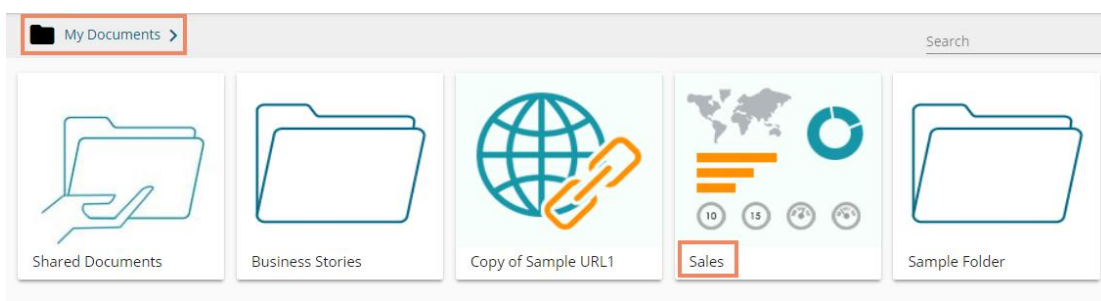 My Documents >
Search
10 15
Shared Documents
Business Stories
Copy of Sample URL1
Sales
Sample Folder